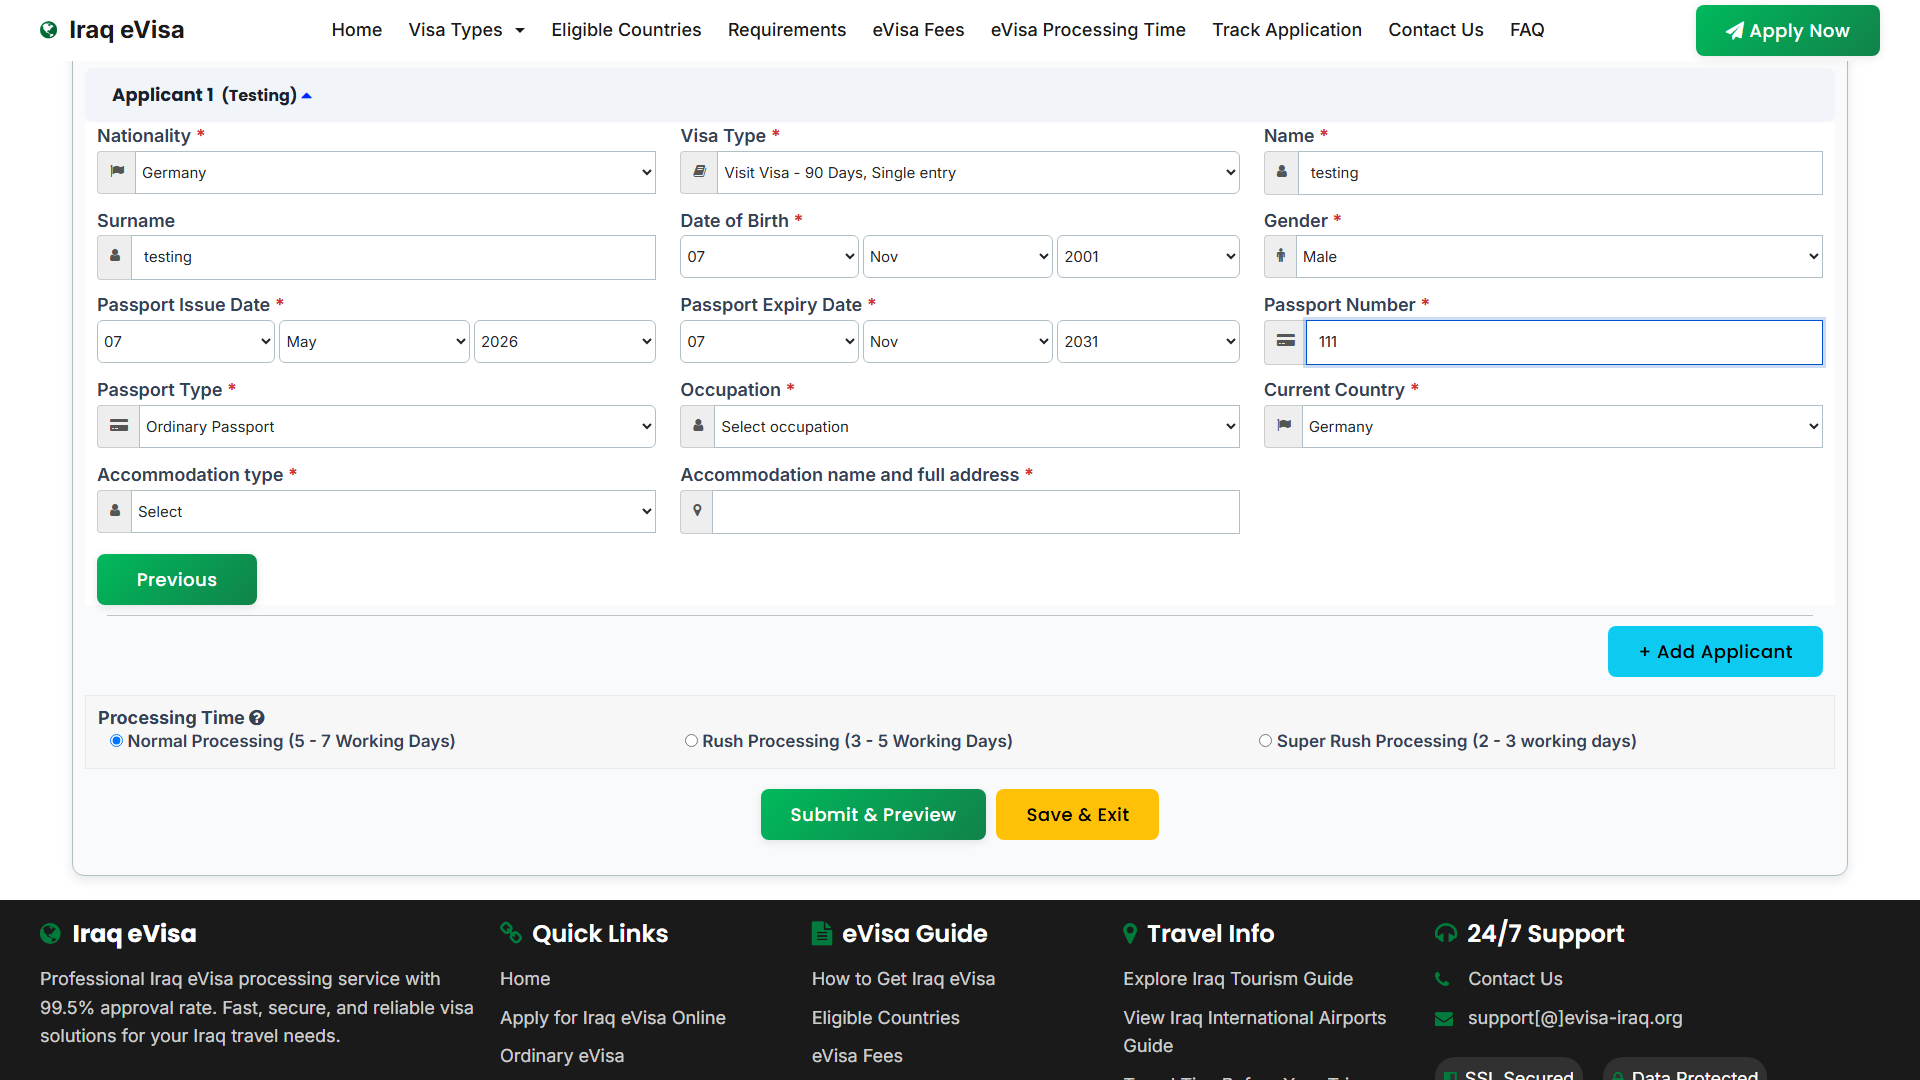 Iraq eVisa
Home
Visa Types
Eligible Countries
Requirements
eVisa Fees
eVisa Processing Time
Track Application
Contact Us
FAQ
Apply Now
Applicant 1 (Testing)
Nationality *
Visa Type *
Name *
Germany
Visit Visa - 90 Days, Single entry
testing
Surname
Date of Birth *
Gender *
testing
07
Nov
2001
Male
Passport Issue Date *
Passport Expiry Date *
Passport Number *
07
May
2026
07
Nov
2031
111
Passport Type *
Occupation *
Current Country *
Ordinary Passport
Select occupation
Germany
Accommodation type *
Accommodation name and full address *
Select
Previous
+ Add Applicant
Processing Time
Normal Processing (5 - 7 Working Days)
Rush Processing (3 - 5 Working Days)
Super Rush Processing (2 - 3 working days)
Submit & Preview
Save & Exit
Iraq eVisa
Professional Iraq eVisa processing service with
99.5% approval rate. Fast, secure, and reliable visa
solutions for your Iraq travel needs.
Quick Links
Home
Apply for Iraq eVisa Online
Ordinary eVisa
eVisa Guide
How to Get Iraq eVisa
Eligible Countries
eVisa Fees
Travel Info
Explore Iraq Tourism Guide
View Iraq International Airports
Guide
24/7 Support
Contact Us
support[@]evisa-iraq.org
SSL Secured
Data Protected